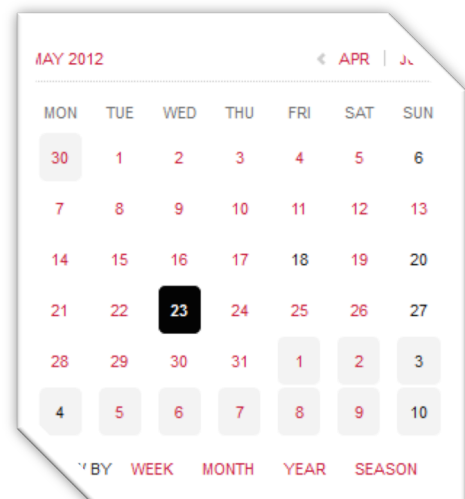 MAY 2012 APR
MON TUE WED THU FRI SAT SUN
30 1 2 3 4 5 6
7 8 9 10 11 12 13
14 15 16 17 18 19 20
21 22 23 24 25 26 27
28 29 30 31 1 2 3
4 5 6 7 8 9 10
BY WEEK MONTH YEAR SEASON